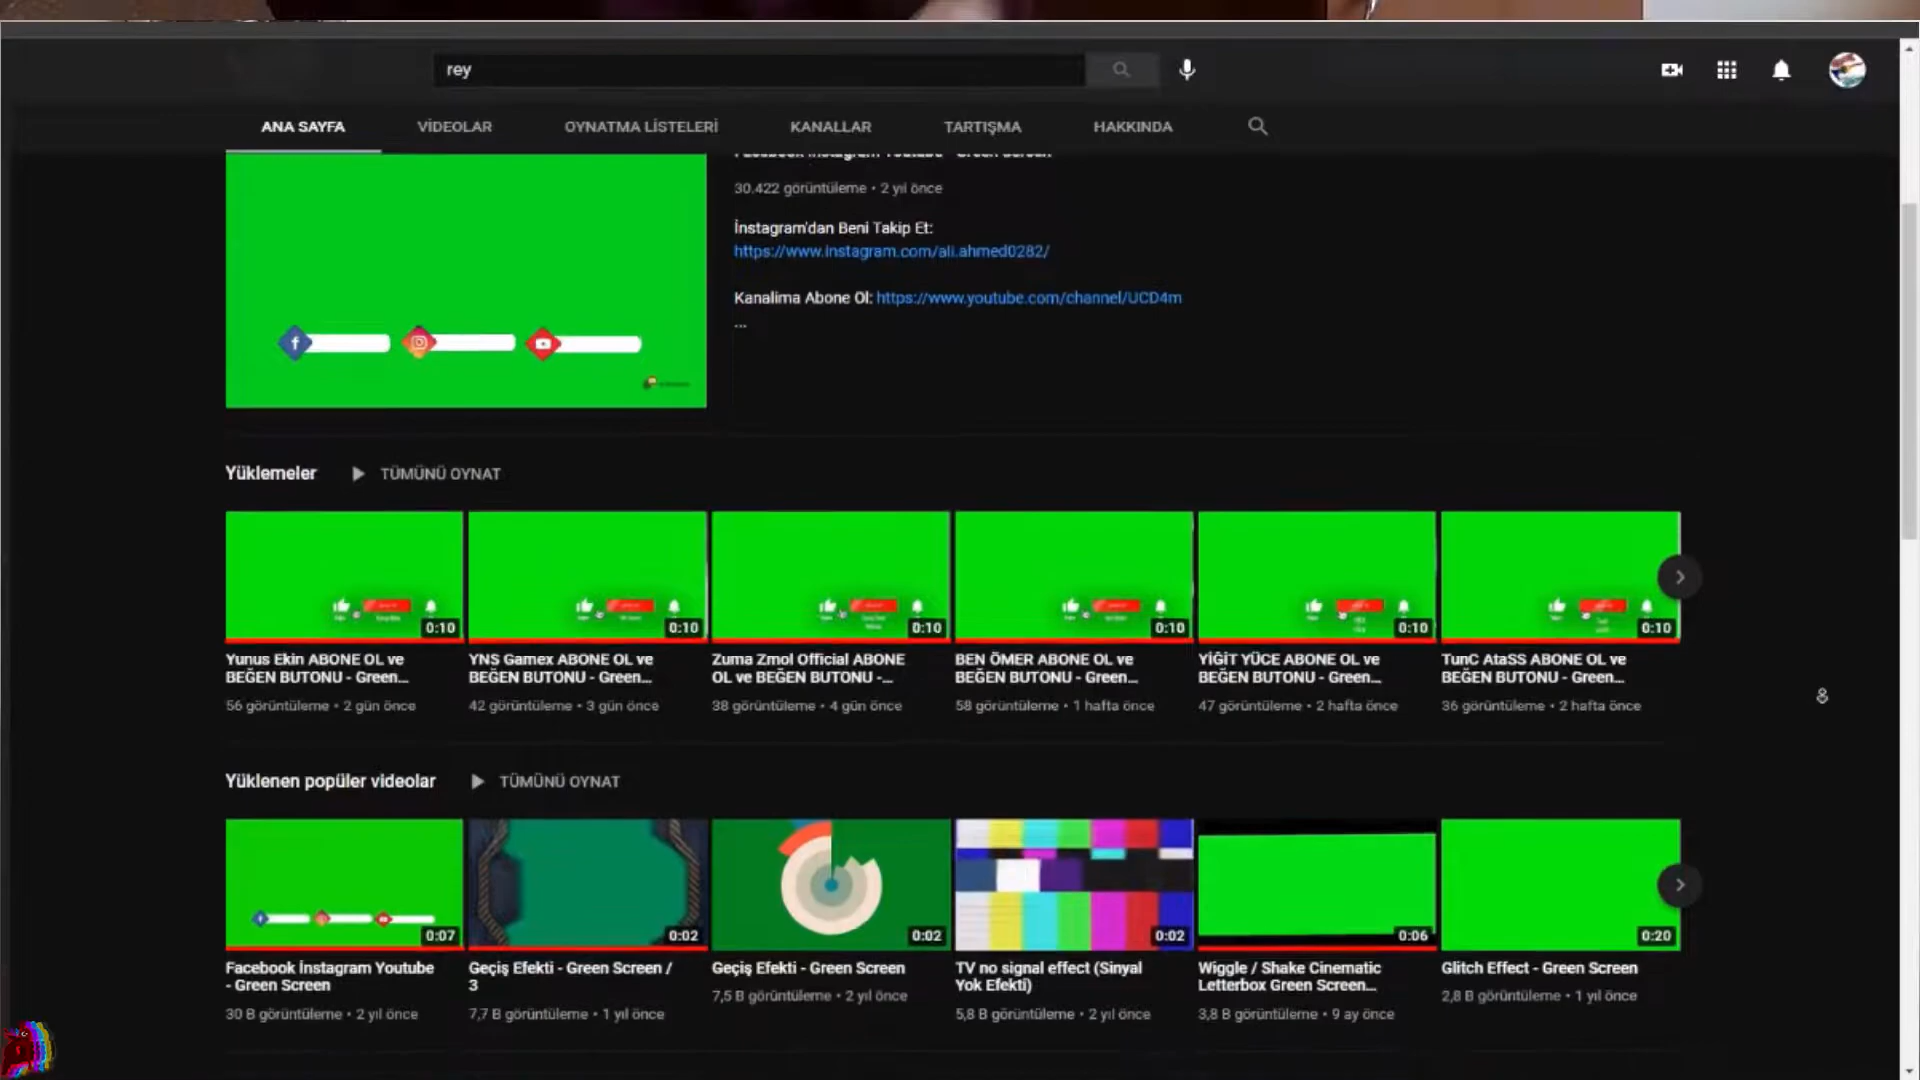 rey
ANA SAYFA
VİDEOLAR
OYNATMA LİSTELERİ
KANALLAR
TARTIŞMA
HAKKINDA
Facebook İnstagram Youtube - Green Screen
30.422 görüntüleme • 2 yıl önce
İnstagram'dan Beni Takip Et:
https://www.instagram.com/ali.ahmed0282/
Kanalima Abone Ol: https://www.youtube.com/channel/UCD4m
...
Yüklemeler
TÜMÜNÜ OYNAT
0:10
Yunus Ekin ABONE OL ve
BEĞEN BUTONU - Green...
56 görüntüleme • 2 gün önce
0:10
YNS Gamex ABONE OL ve
BEĞEN BUTONU - Green...
42 görüntüleme • 3 gün önce
0:10
Zuma Zmol Official ABONE
OL ve BEĞEN BUTONU -...
38 görüntüleme • 4 gün önce
0:10
BEN ÖMER ABONE OL ve
BEĞEN BUTONU - Green...
58 görüntüleme • 1 hafta önce
0:10
YİĞİT YÜCE ABONE OL ve
BEĞEN BUTONU - Green...
47 görüntüleme • 2 hafta önce
0:10
TunC AtaSS ABONE OL ve
BEĞEN BUTONU - Green...
36 görüntüleme • 2 hafta önce
Yüklenen popüler videolar
TÜMÜNÜ OYNAT
0:07
Facebook İnstagram Youtube
- Green Screen
30 B görüntüleme • 2 yıl önce
0:02
Geçiş Efekti - Green Screen /
3
7,7 B görüntüleme • 1 yıl önce
0:02
Geçiş Efekti - Green Screen
7,5 B görüntüleme • 2 yıl önce
0:02
TV no signal effect (Sinyal
Yok Efekti)
5,8 B görüntüleme • 2 yıl önce
0:06
Wiggle / Shake Cinematic
Letterbox Green Screen...
3,8 B görüntüleme • 9 ay önce
0:20
Glitch Effect - Green Screen
2,8 B görüntüleme • 1 yıl önce